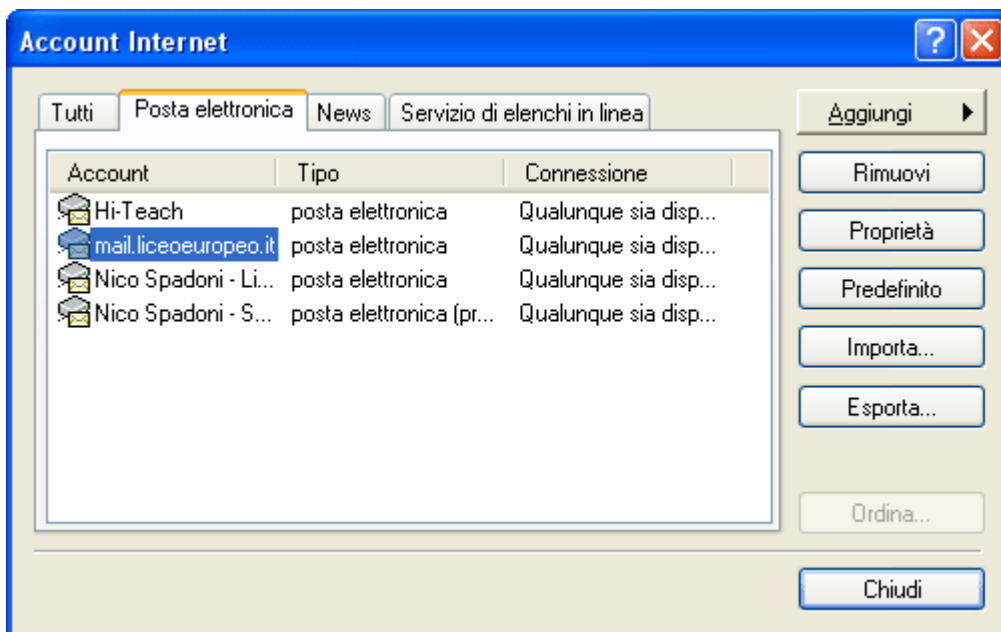 Account Internet
Tutti Posta elettronica News Servizio di elenchi in linea
Aggiungi
Account Tipo Connessione
Rimuovi
Hi-Teach posta elettronica Qualunque sia disp...
mail.liceoeuropeo.it posta elettronica Qualunque sia disp...
Proprietà
Nico Spadoni - Li... posta elettronica Qualunque sia disp...
Predefinito
Nico Spadoni - S... posta elettronica (pr... Qualunque sia disp...
Importa...
Esporta...
Ordina...
Chiudi